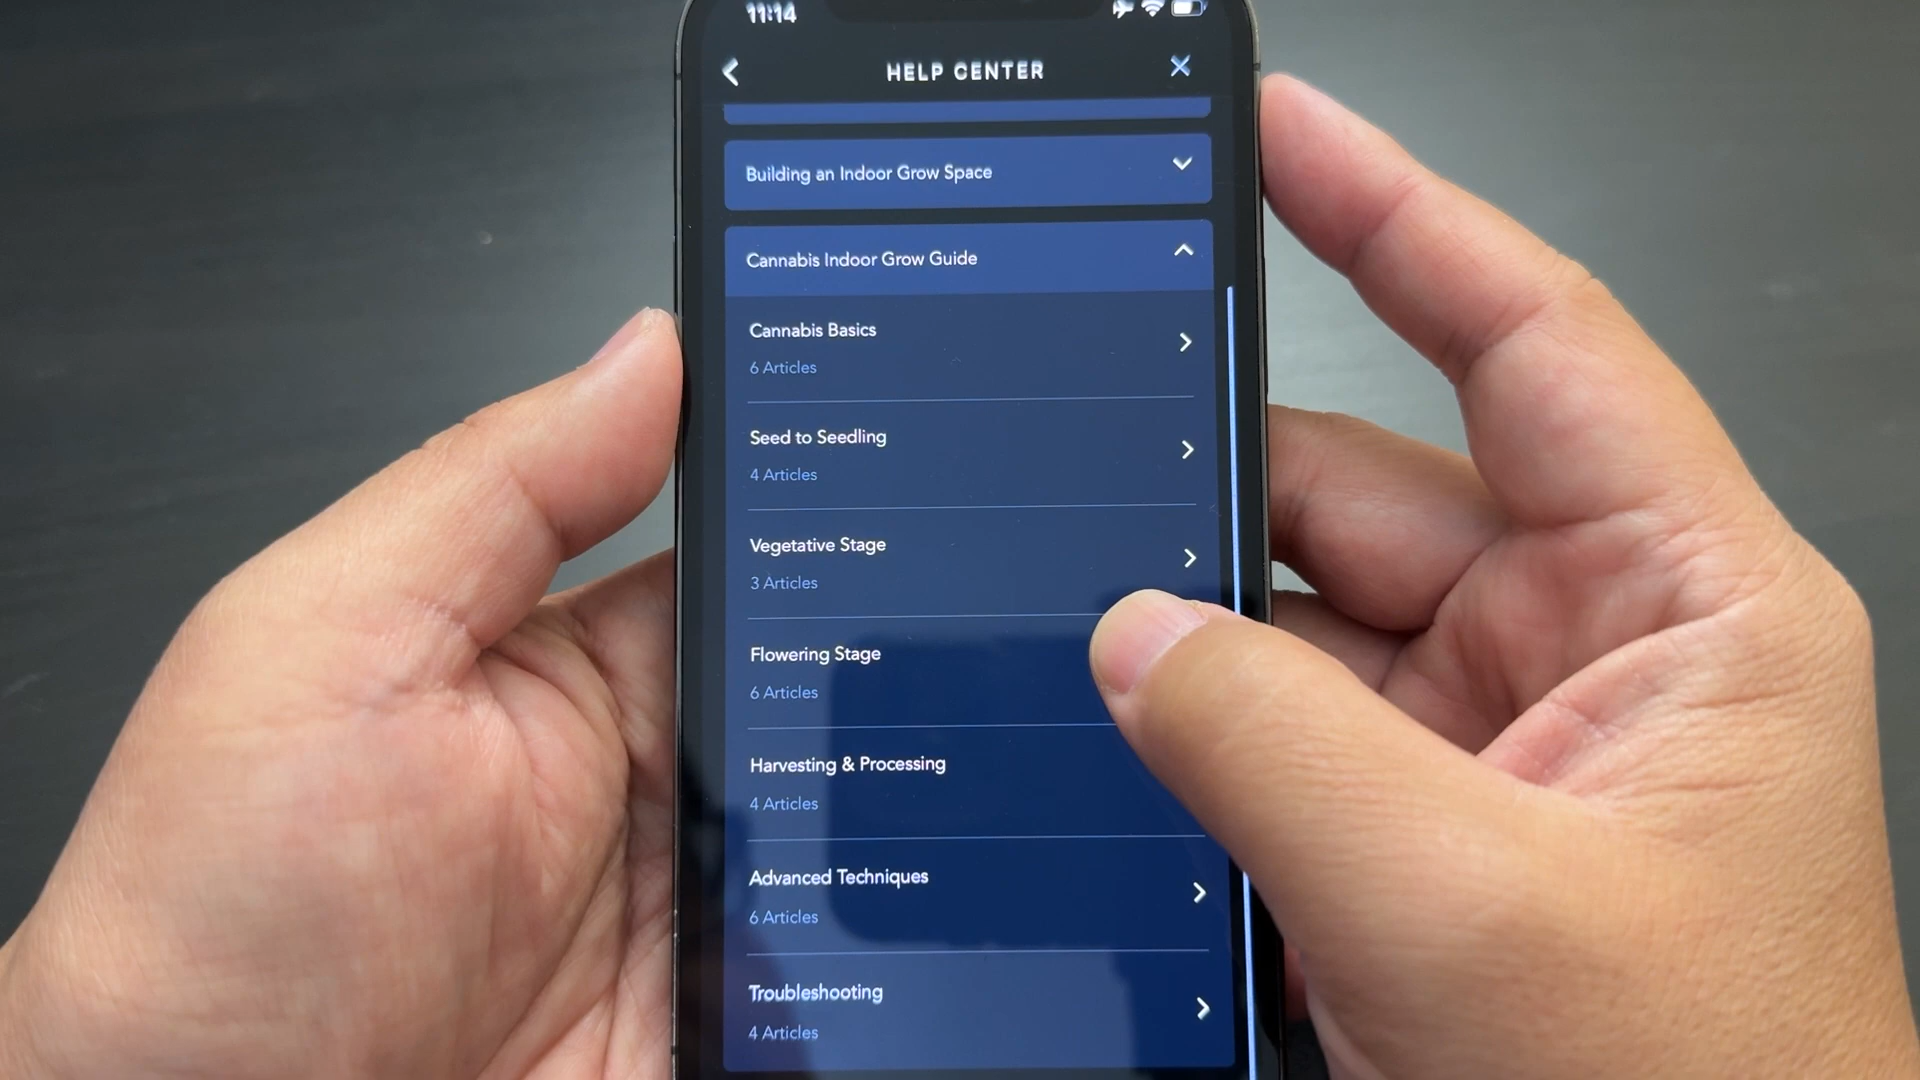 11:14
HELP CENTER
Building an Indoor Grow Space
Cannabis Indoor Grow Guide
Cannabis Basics
6 Articles
Seed to Seedling
4 Articles
Vegetative Stage
3 Articles
Flowering Stage
6 Articles
Harvesting & Processing
4 Articles
Advanced Techniques
6 Articles
Troubleshooting
4 Articles